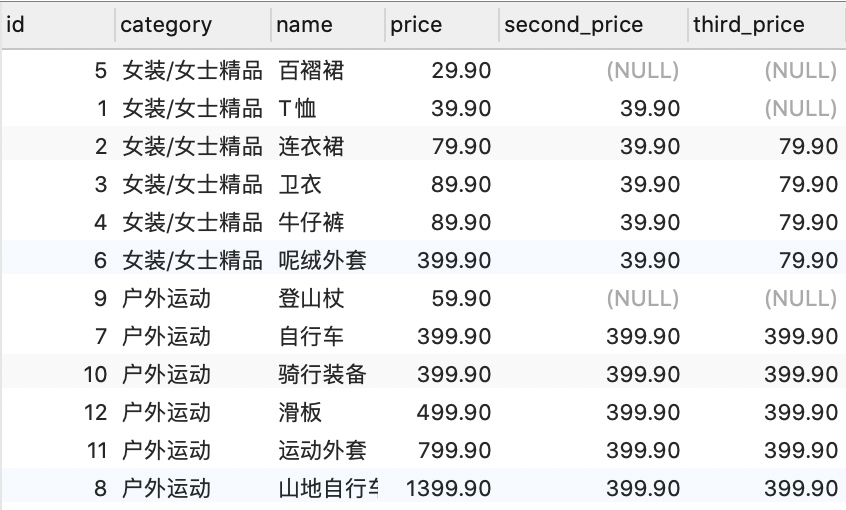 id category name price second_price third_price
5 女装/女士精品 百褶裙 29.90 (NULL) (NULL)
1 女装/女士精品 T恤 39.90 39.90 (NULL)
2 女装/女士精品 连衣裙 79.90 39.90 79.90
3 女装/女士精品 卫衣 89.90 39.90 79.90
4 女装/女士精品 牛仔裤 89.90 39.90 79.90
6 女装/女士精品 呢绒外套 399.90 39.90 79.90
9 户外运动 登山杖 59.90 (NULL) (NULL)
7 户外运动 自行车 399.90 399.90 399.90
10 户外运动 骑行装备 399.90 399.90 399.90
12 户外运动 滑板 499.90 399.90 399.90
11 户外运动 运动外套 799.90 399.90 399.90
8 户外运动 山地自行车 1399.90 399.90 399.90